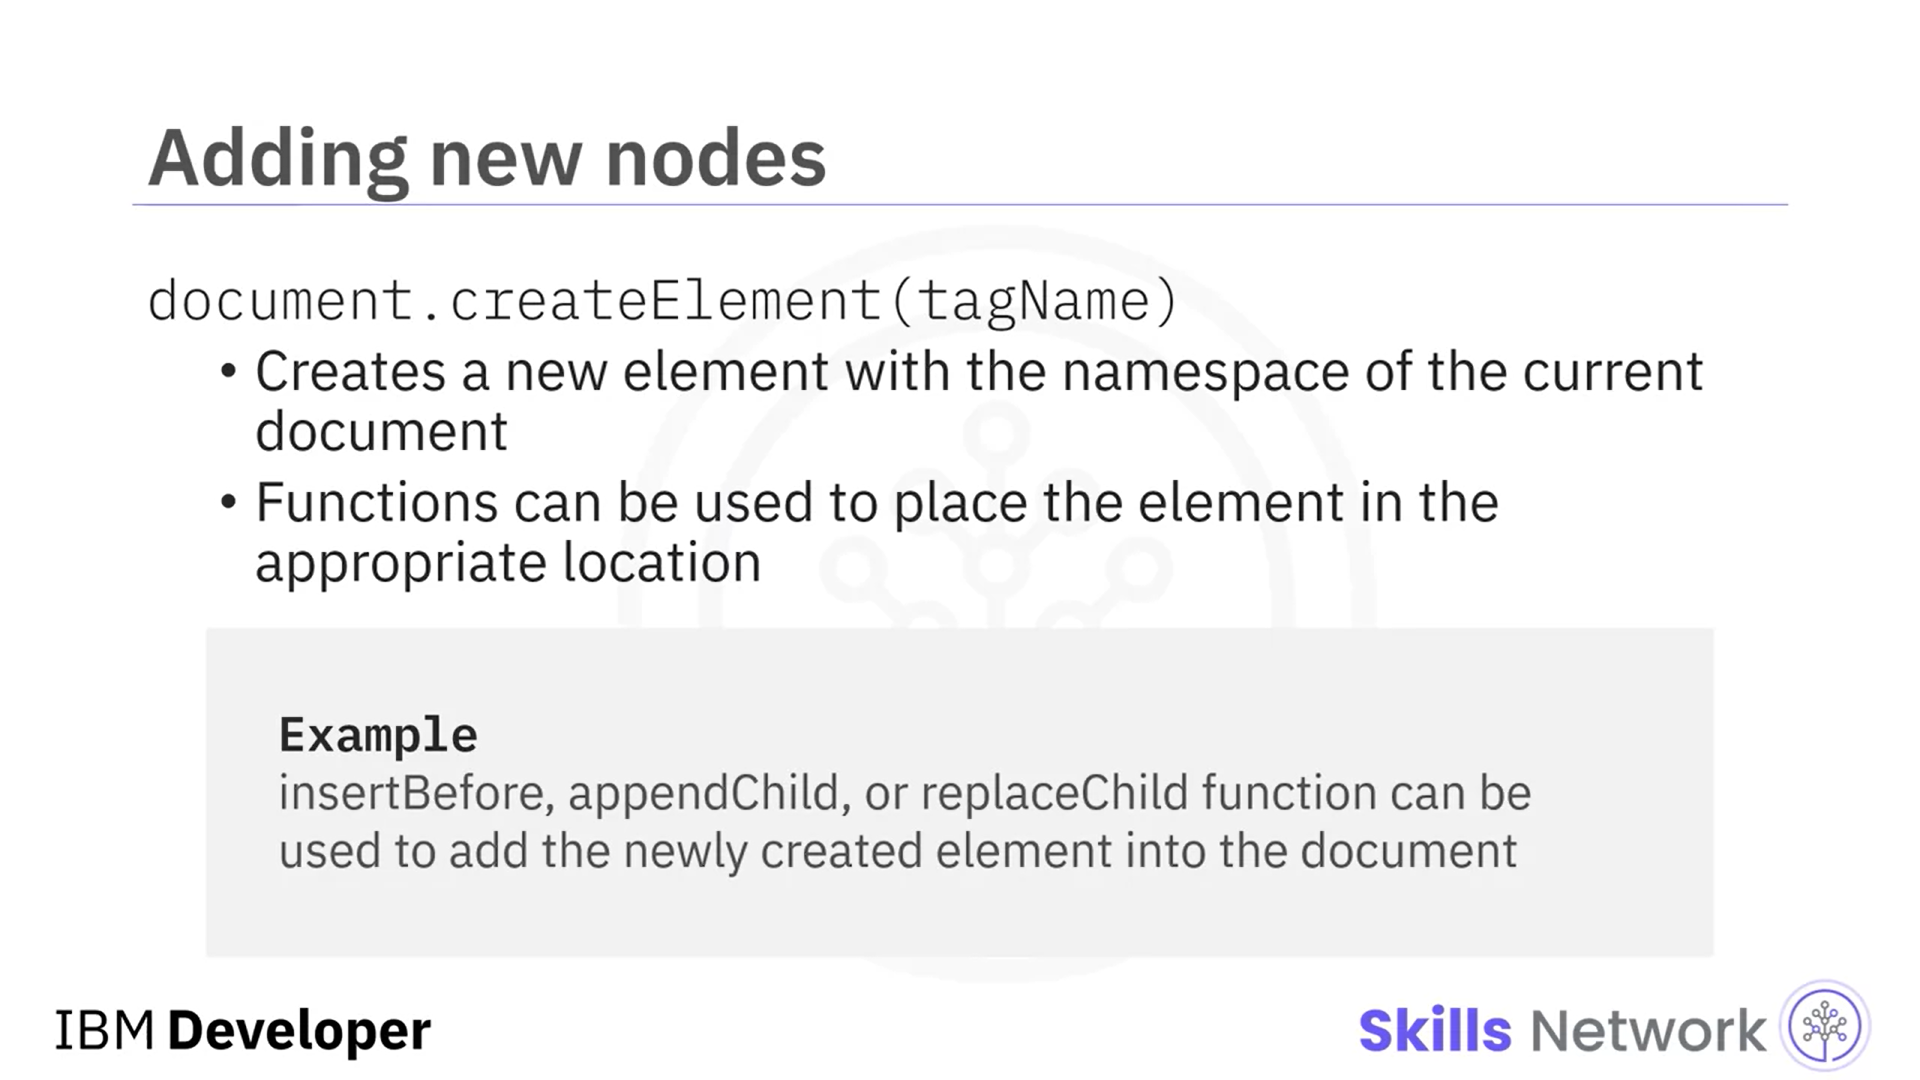 Adding new nodes
document.createElement(tagName)
• Creates a new element with the namespace of the current
document
• Functions can be used to place the element in the
appropriate location
Example
insertBefore, appendChild, or replaceChild function can be
used to add the newly created element into the document
IBM Developer
Skills Network